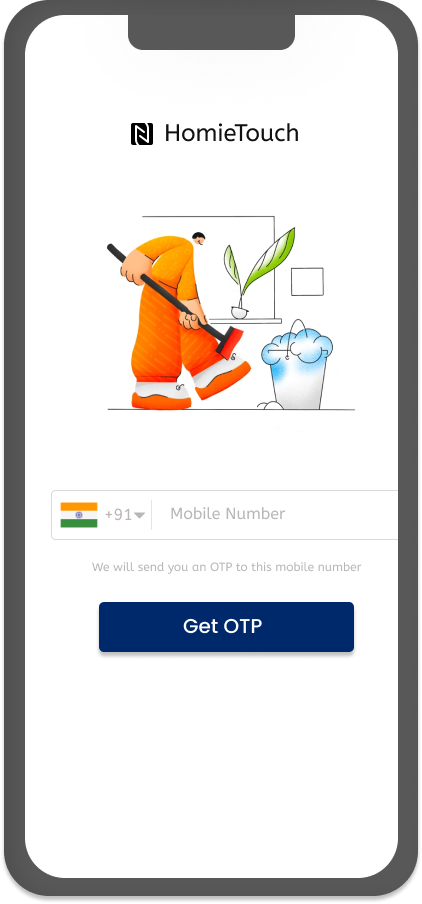 HomieTouch
+91
Mobile Number
We will send you an OTP to this mobile number
Get OTP